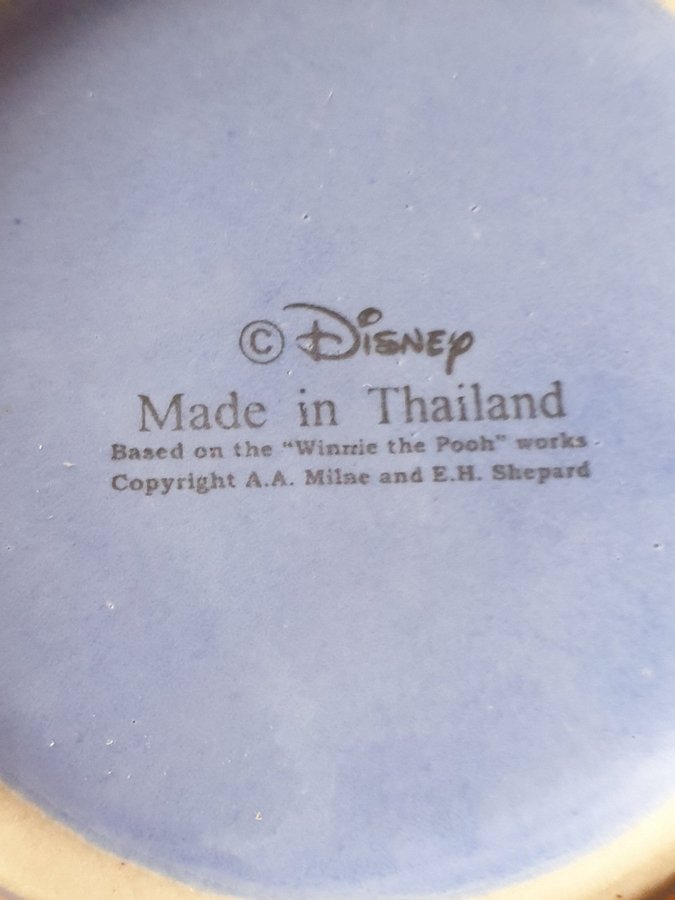 © Disney
Made in Thailand
Based on the "Winnie the Pooh" works
Copyright A.A. Milne and E.H. Shepard